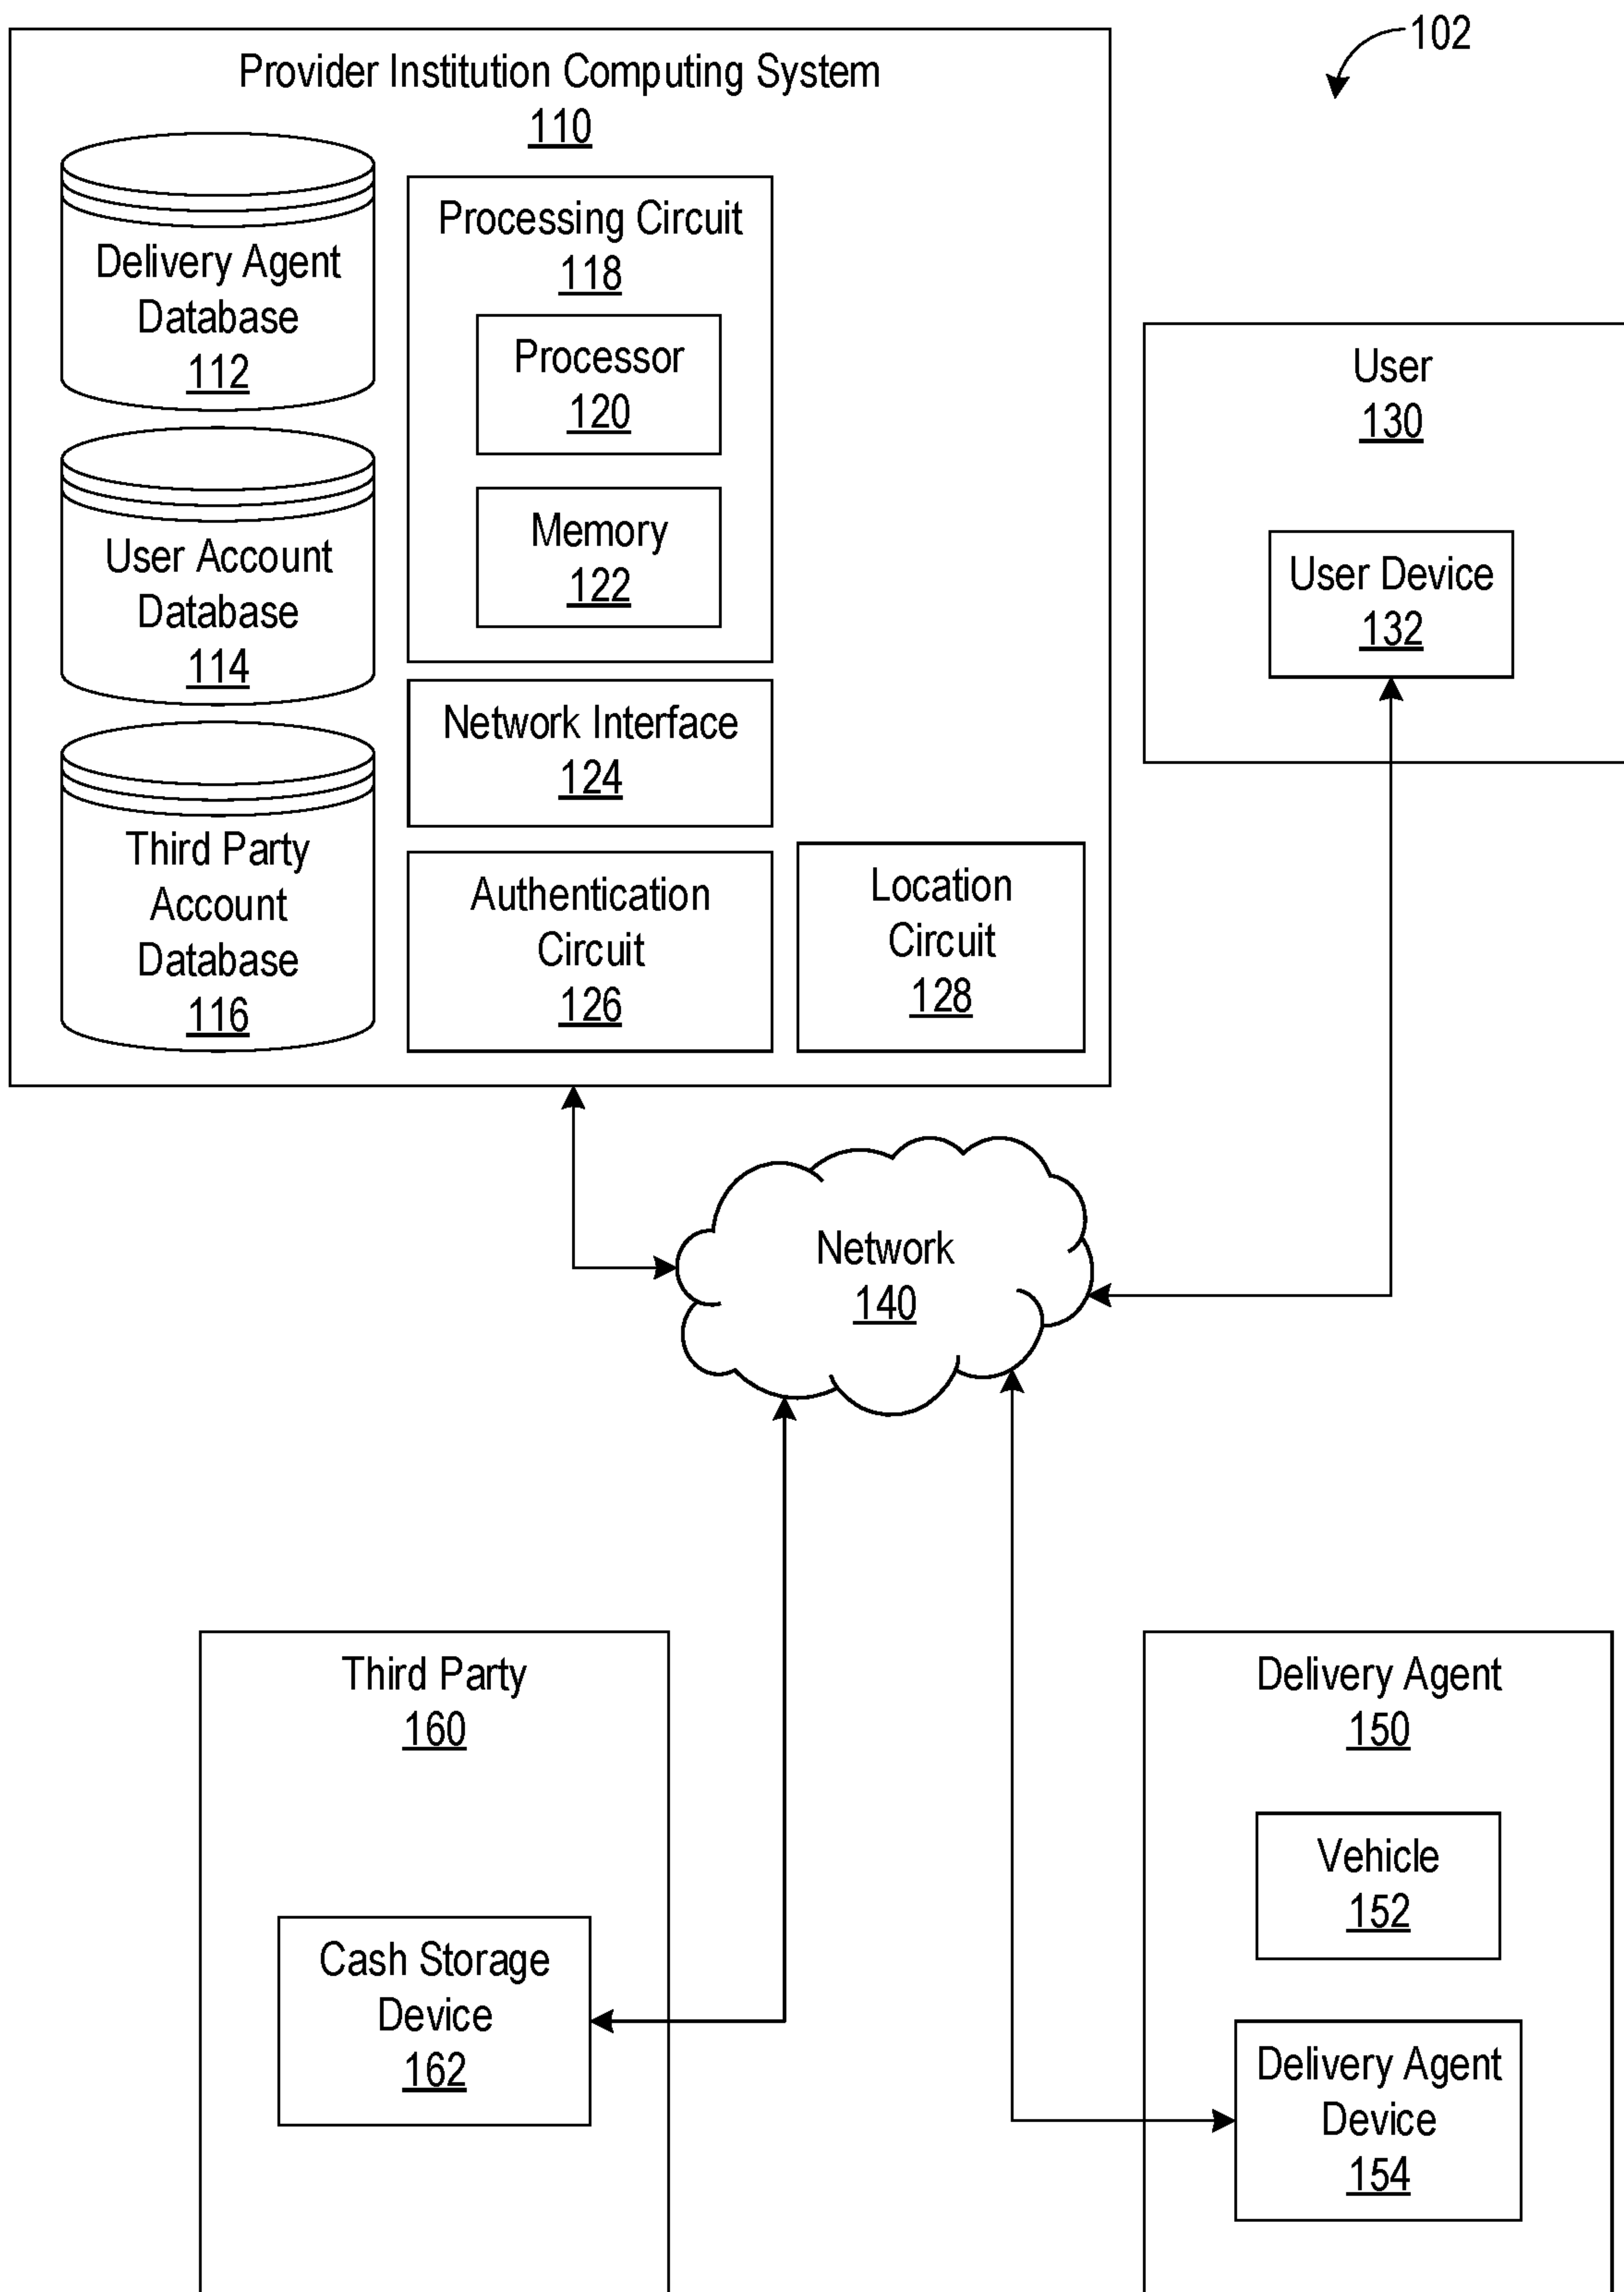 102
Provider Institution Computing System
110
Delivery Agent
Database
112
User Account
Database
114
Third Party
Account
Database
116
Processing Circuit
118
Processor
120
Memory
122
Network Interface
124
Authentication
Circuit
126
Location
Circuit
128
User
130
User Device
132
Network
140
Third Party
160
Cash Storage
Device
162
Delivery Agent
150
Vehicle
152
Delivery Agent
Device
154